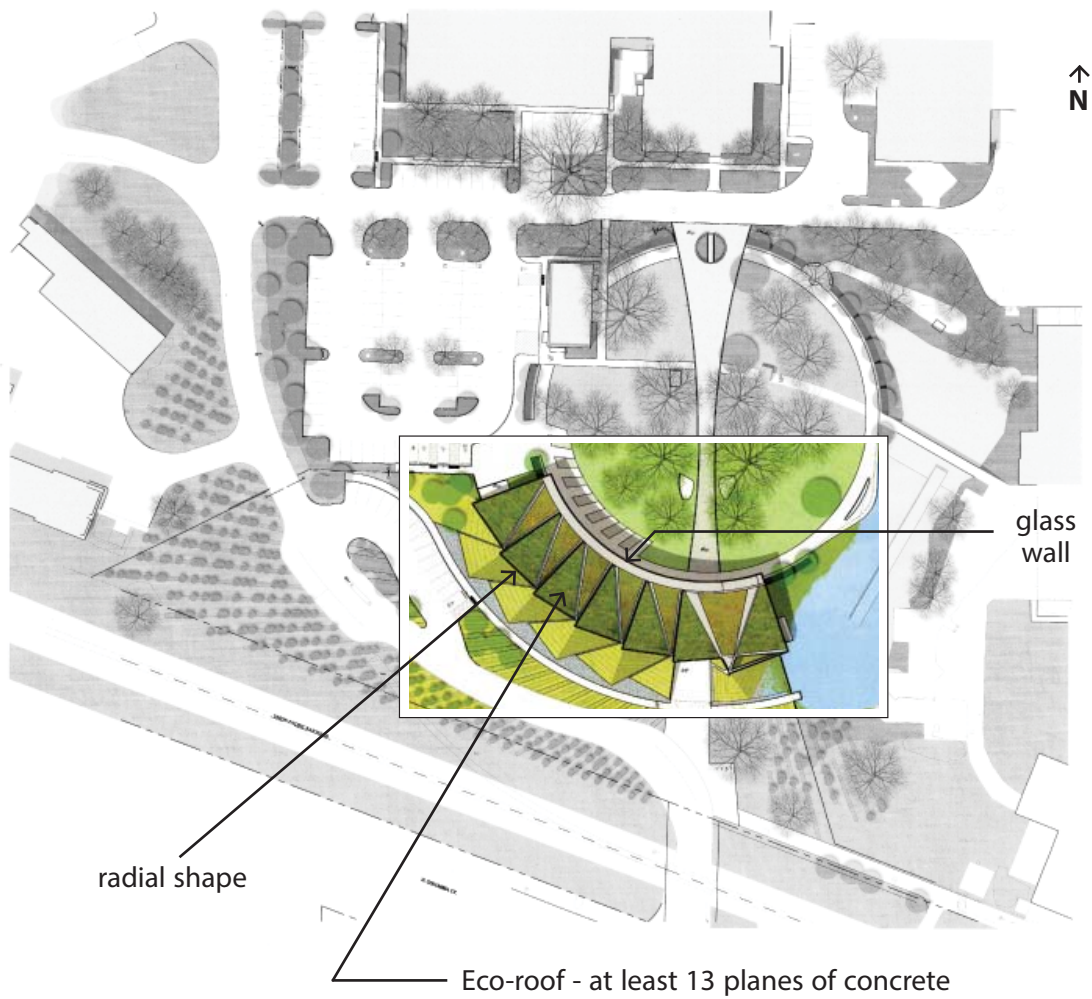 ↑
N
glass
wall
radial shape
Eco-roof - at least 13 planes of concrete